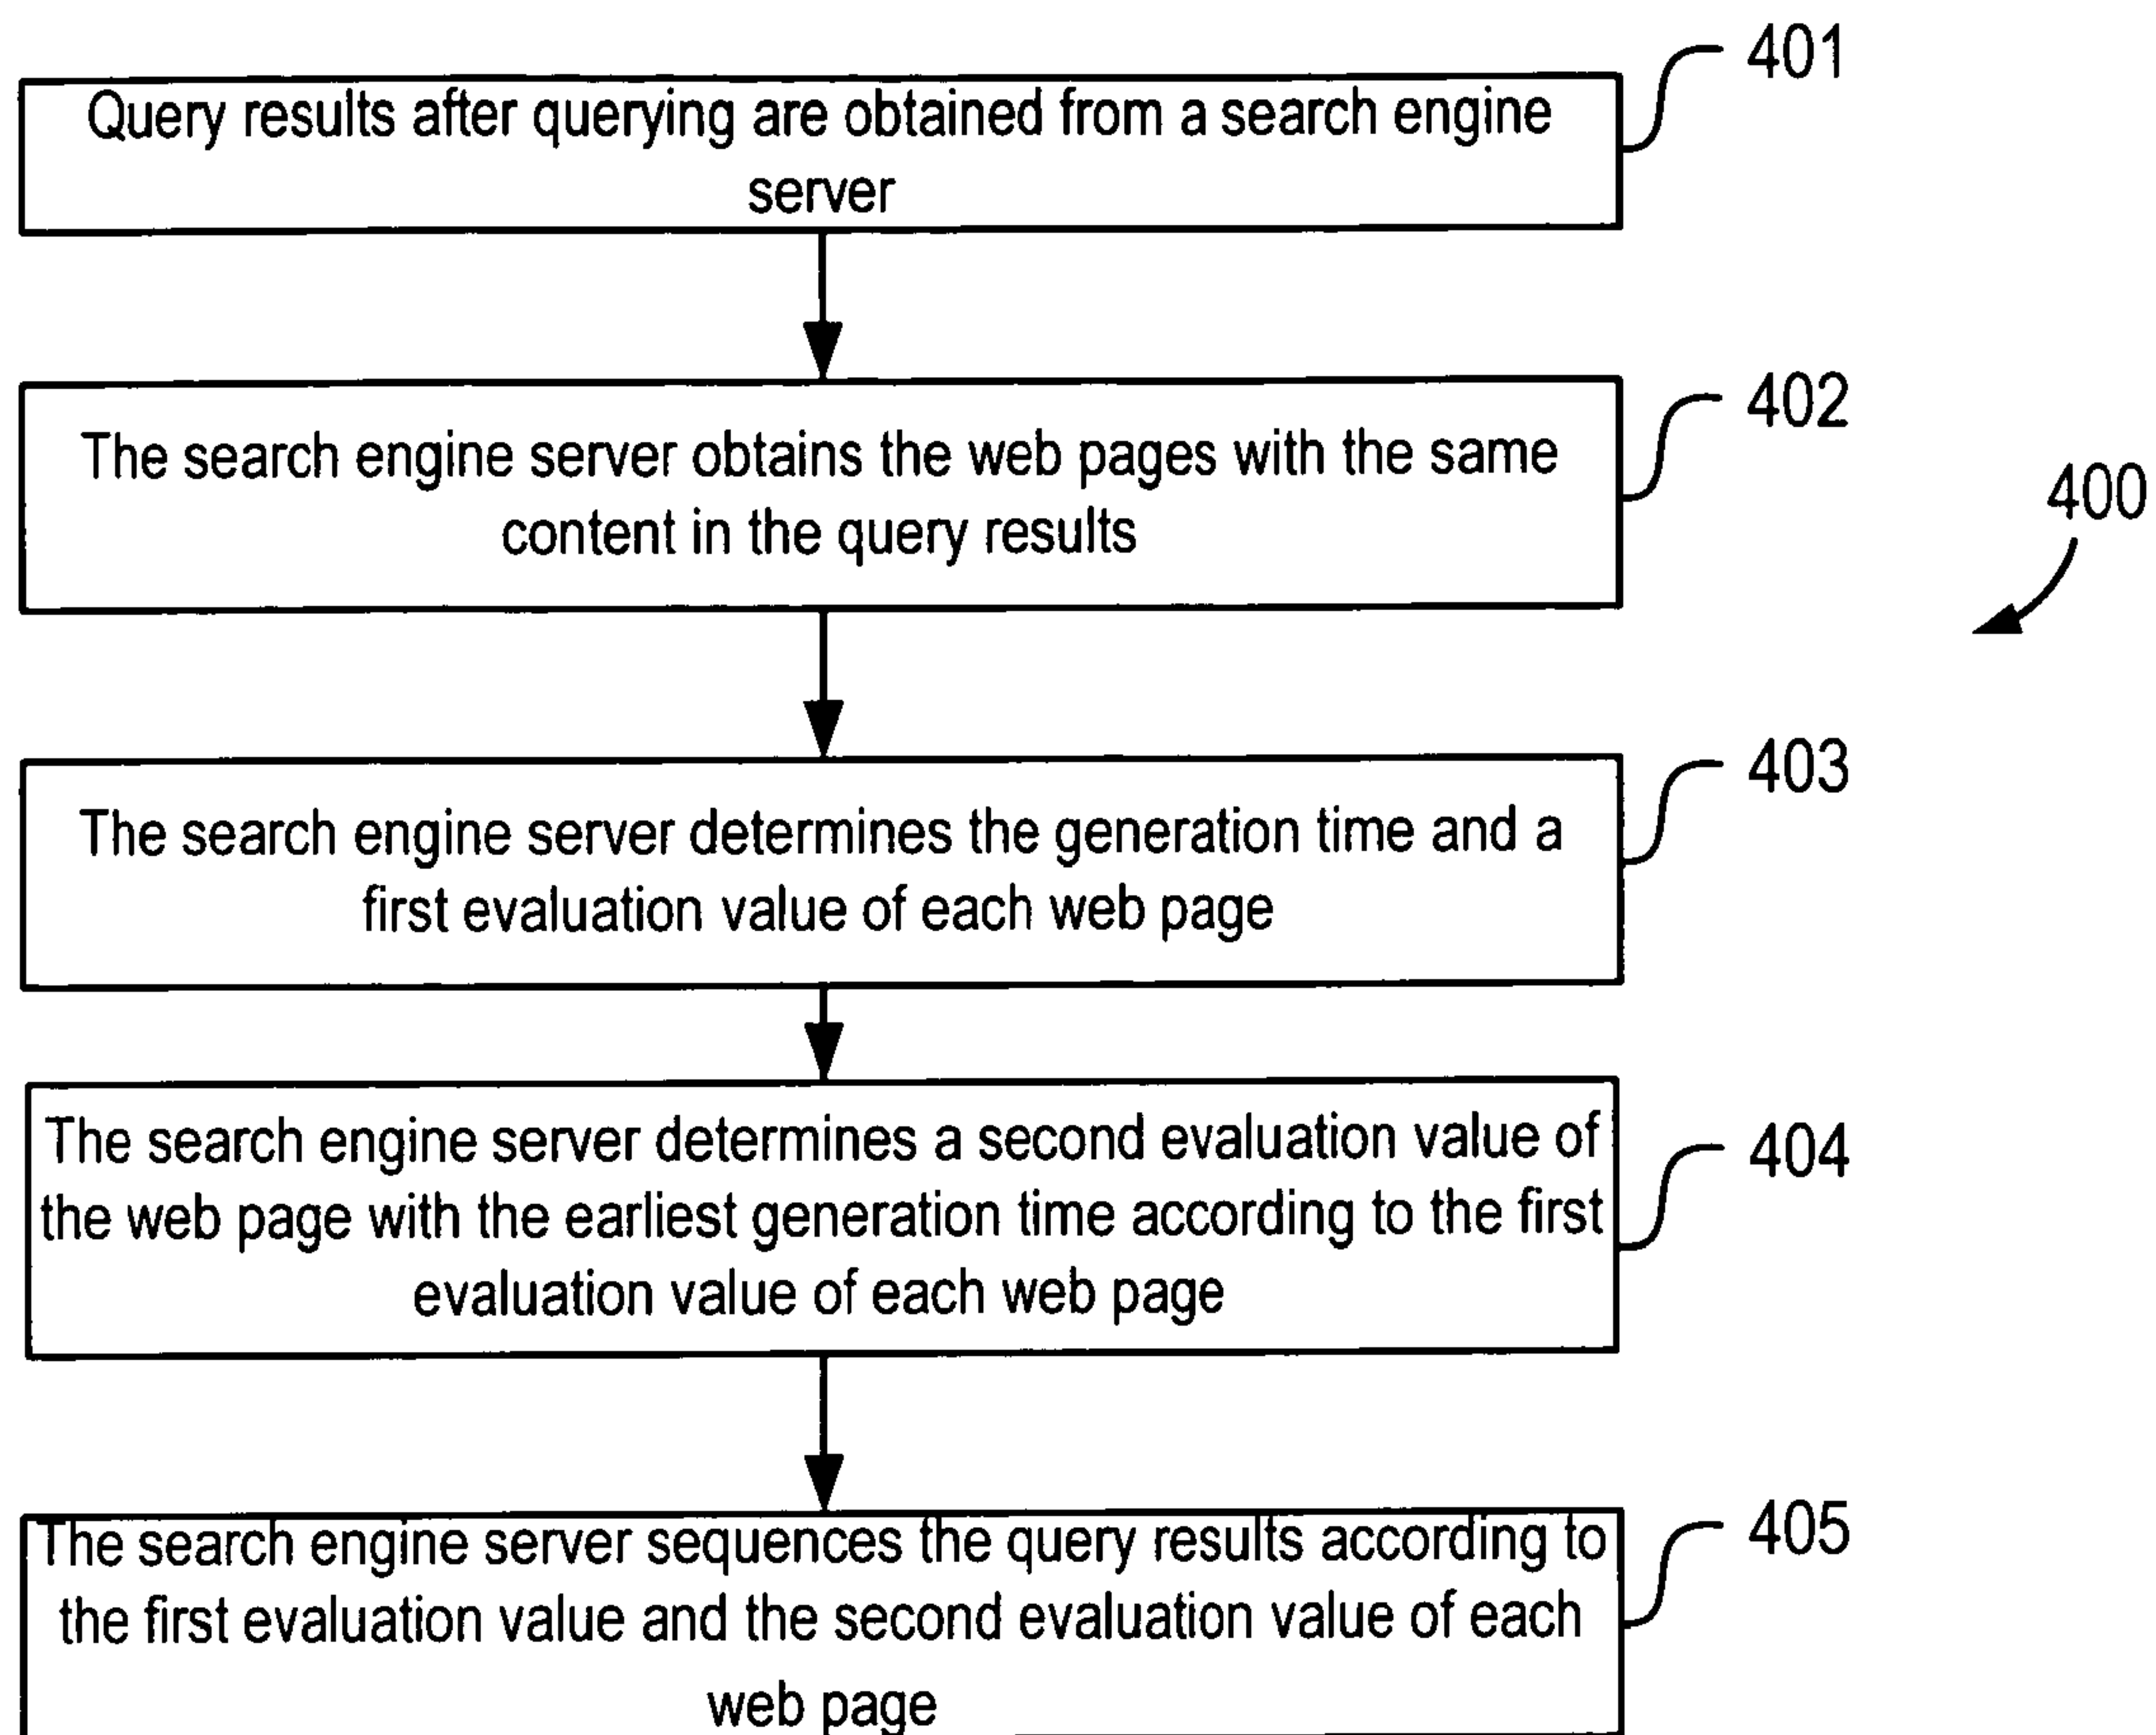 401
Query results after querying are obtained from a search engine
server
402
The search engine server obtains the web pages with the same
content in the query results
400
403
The search engine server determines the generation time and a
first evaluation value of each web page
The search engine server determines a second evaluation value of
404
the web page with the earliest generation time according to the first
evaluation value of each web page
405
The search engine server sequences the query results according to
the first evaluation value and the second evaluation value of each
web page